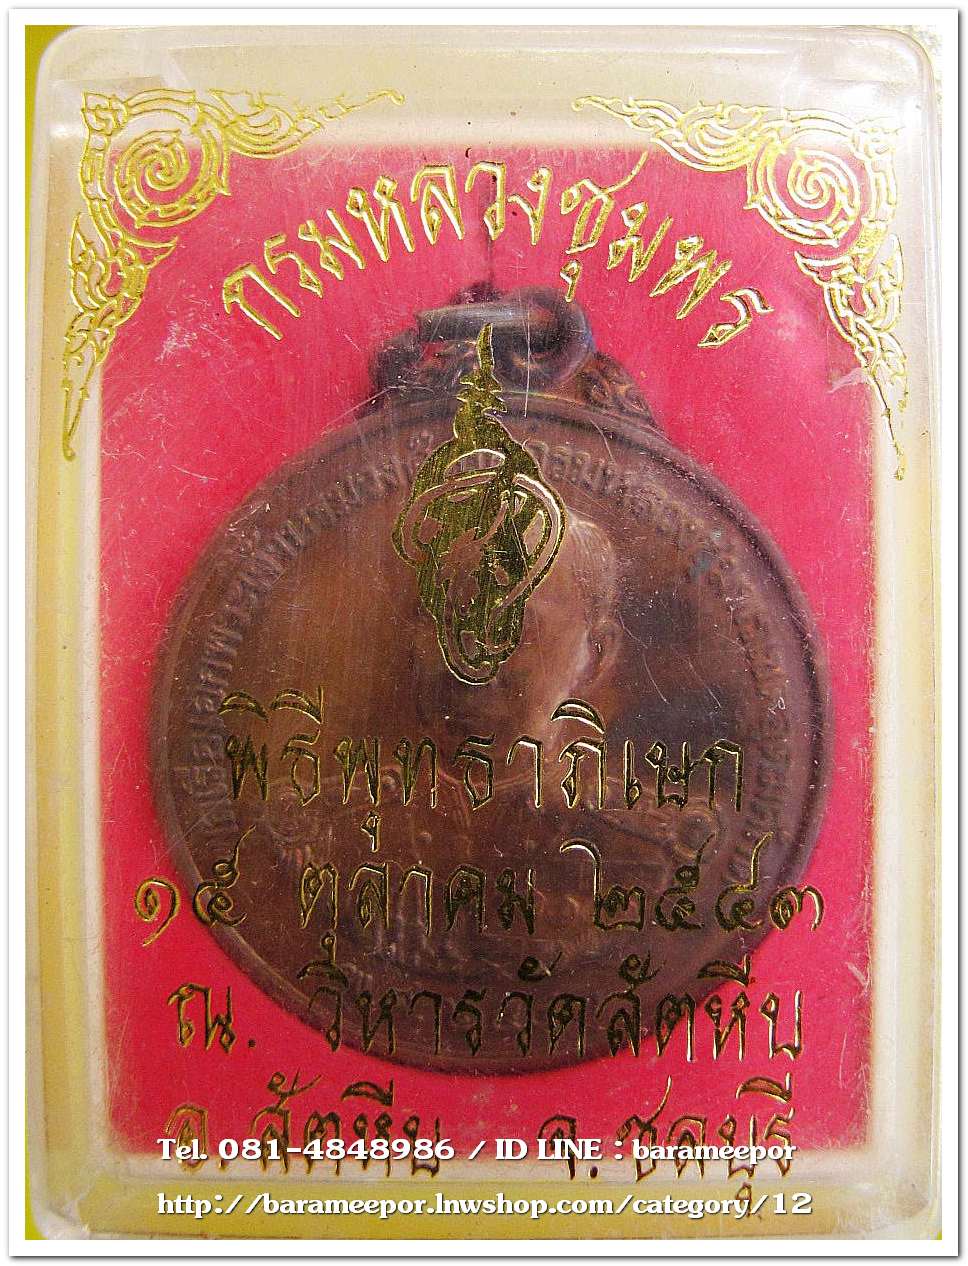 กรมหลวงชุมพร
พิธีพุทธาภิเษก
๑๕ ตุลาคม ๒๕๔๓
ณ. วิหารวัดสัตหีบ
อ.สัตหีบ จ.ชลบุรี
Tel. 081-4848986 / ID LINE : barameepor
http://barameepor.lnwshop.com/category/12